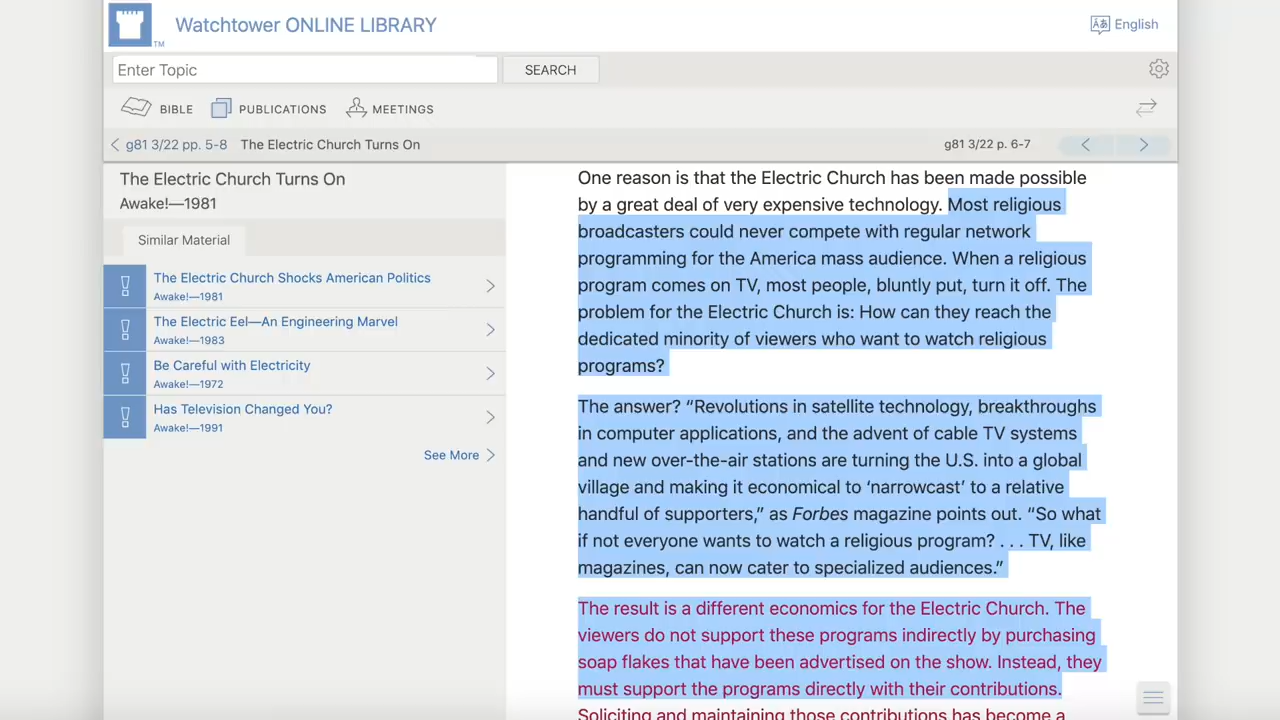 Watchtower ONLINE LIBRARY
TM
English
Enter Topic
SEARCH
BIBLE
PUBLICATIONS
MEETINGS
g81 3/22 pp. 5-8
The Electric Church Turns On
g81 3/22 p. 6-7
The Electric Church Turns On
Awake!—1981
Similar Material
The Electric Church Shocks American Politics
Awake!—1981
The Electric Eel—An Engineering Marvel
Awake!—1983
Be Careful with Electricity
Awake!—1972
Has Television Changed You?
Awake!—1991
See More
One reason is that the Electric Church has been made possible
by a great deal of very expensive technology. Most religious
broadcasters could never compete with regular network
programming for the America mass audience. When a religious
program comes on TV, most people, bluntly put, turn it off. The
problem for the Electric Church is: How can they reach the
dedicated minority of viewers who want to watch religious
programs?
The answer? “Revolutions in satellite technology, breakthroughs
in computer applications, and the advent of cable TV systems
and new over-the-air stations are turning the U.S. into a global
village and making it economical to ‘narrowcast’ to a relative
handful of supporters,” as Forbes magazine points out. “So what
if not everyone wants to watch a religious program? . . . TV, like
magazines, can now cater to specialized audiences.”
The result is a different economics for the Electric Church. The
viewers do not support these programs indirectly by purchasing
soap flakes that have been advertised on the show. Instead, they
must support the programs directly with their contributions.
Soliciting and maintaining those contributions has become a